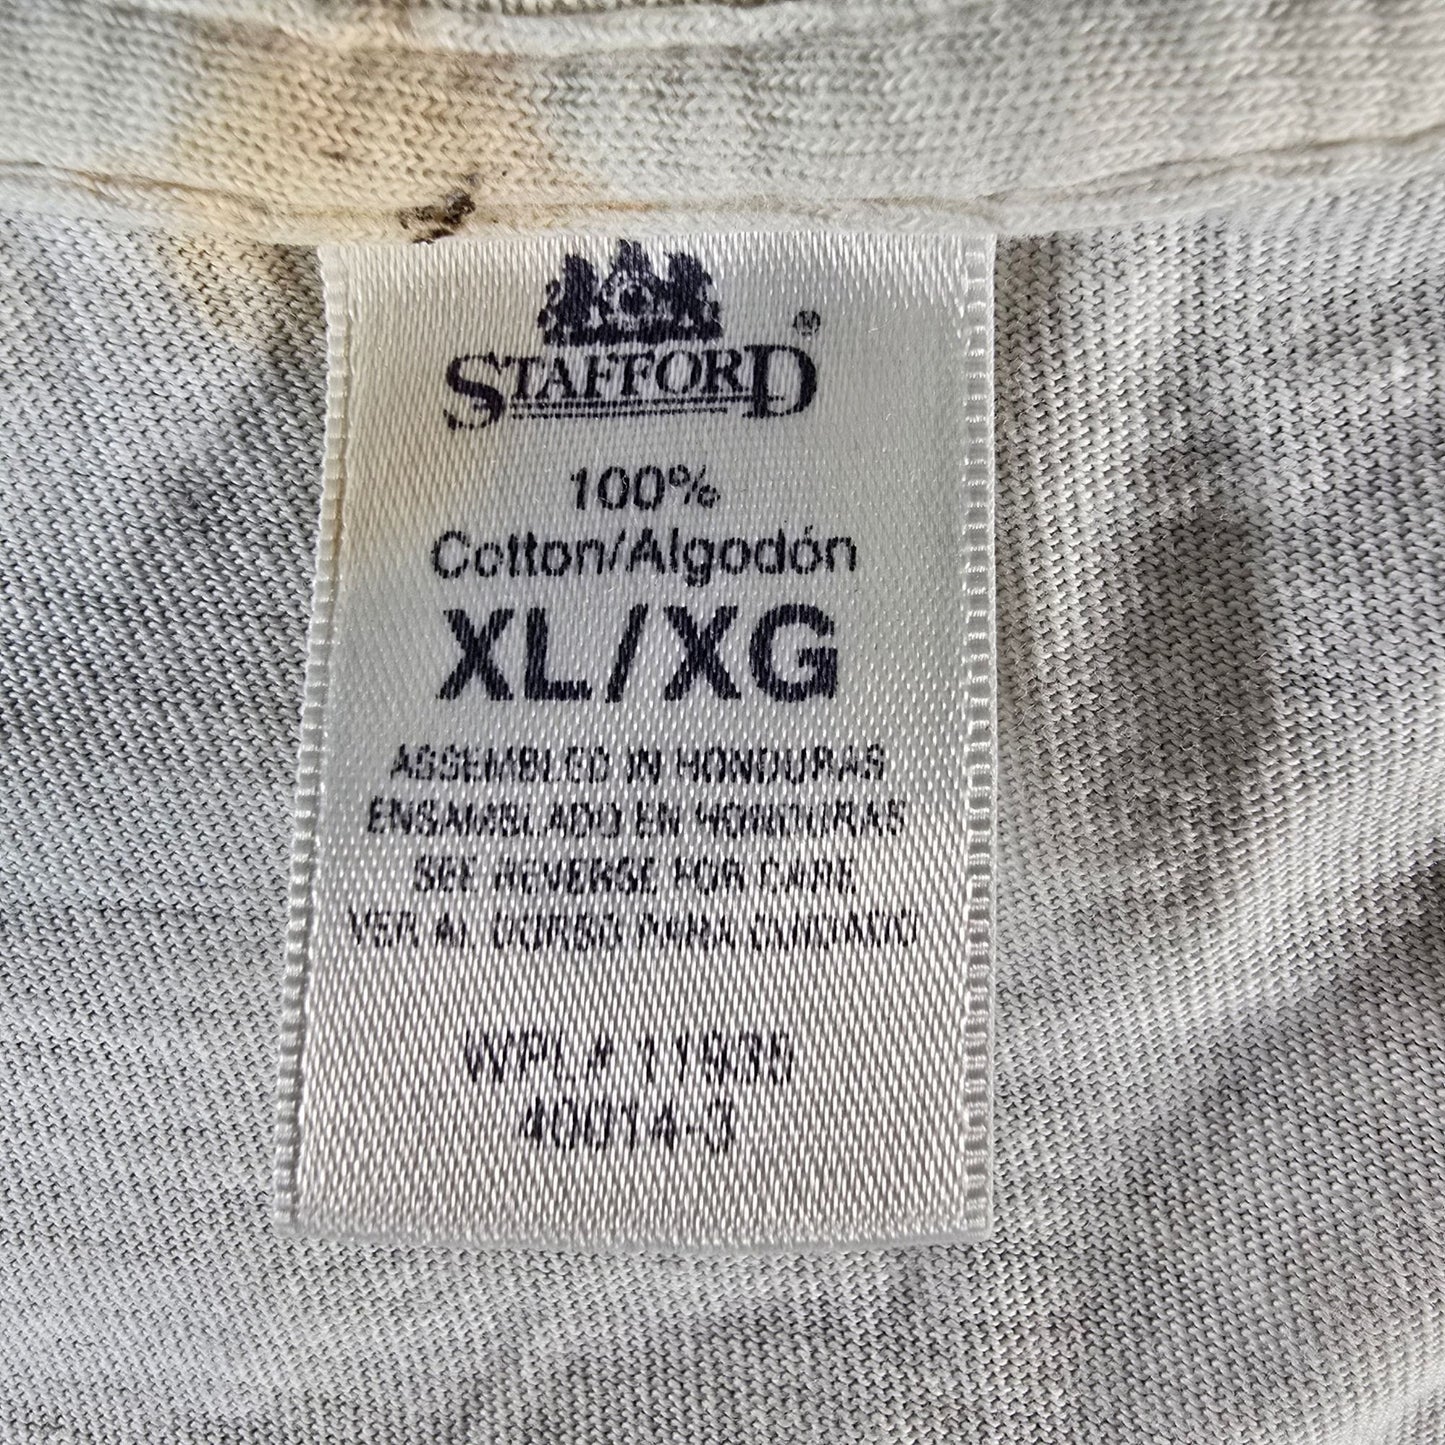 STAFFORD®
100%
Cotton/Algodón
XL/XG
ASSEMBLED IN HONDURAS
ENSAMBLADO EN HONDURAS
SEE REVERSE FOR CARE
VER AL DORSO PARA CUIDADO
WPL# 11935
40014-3